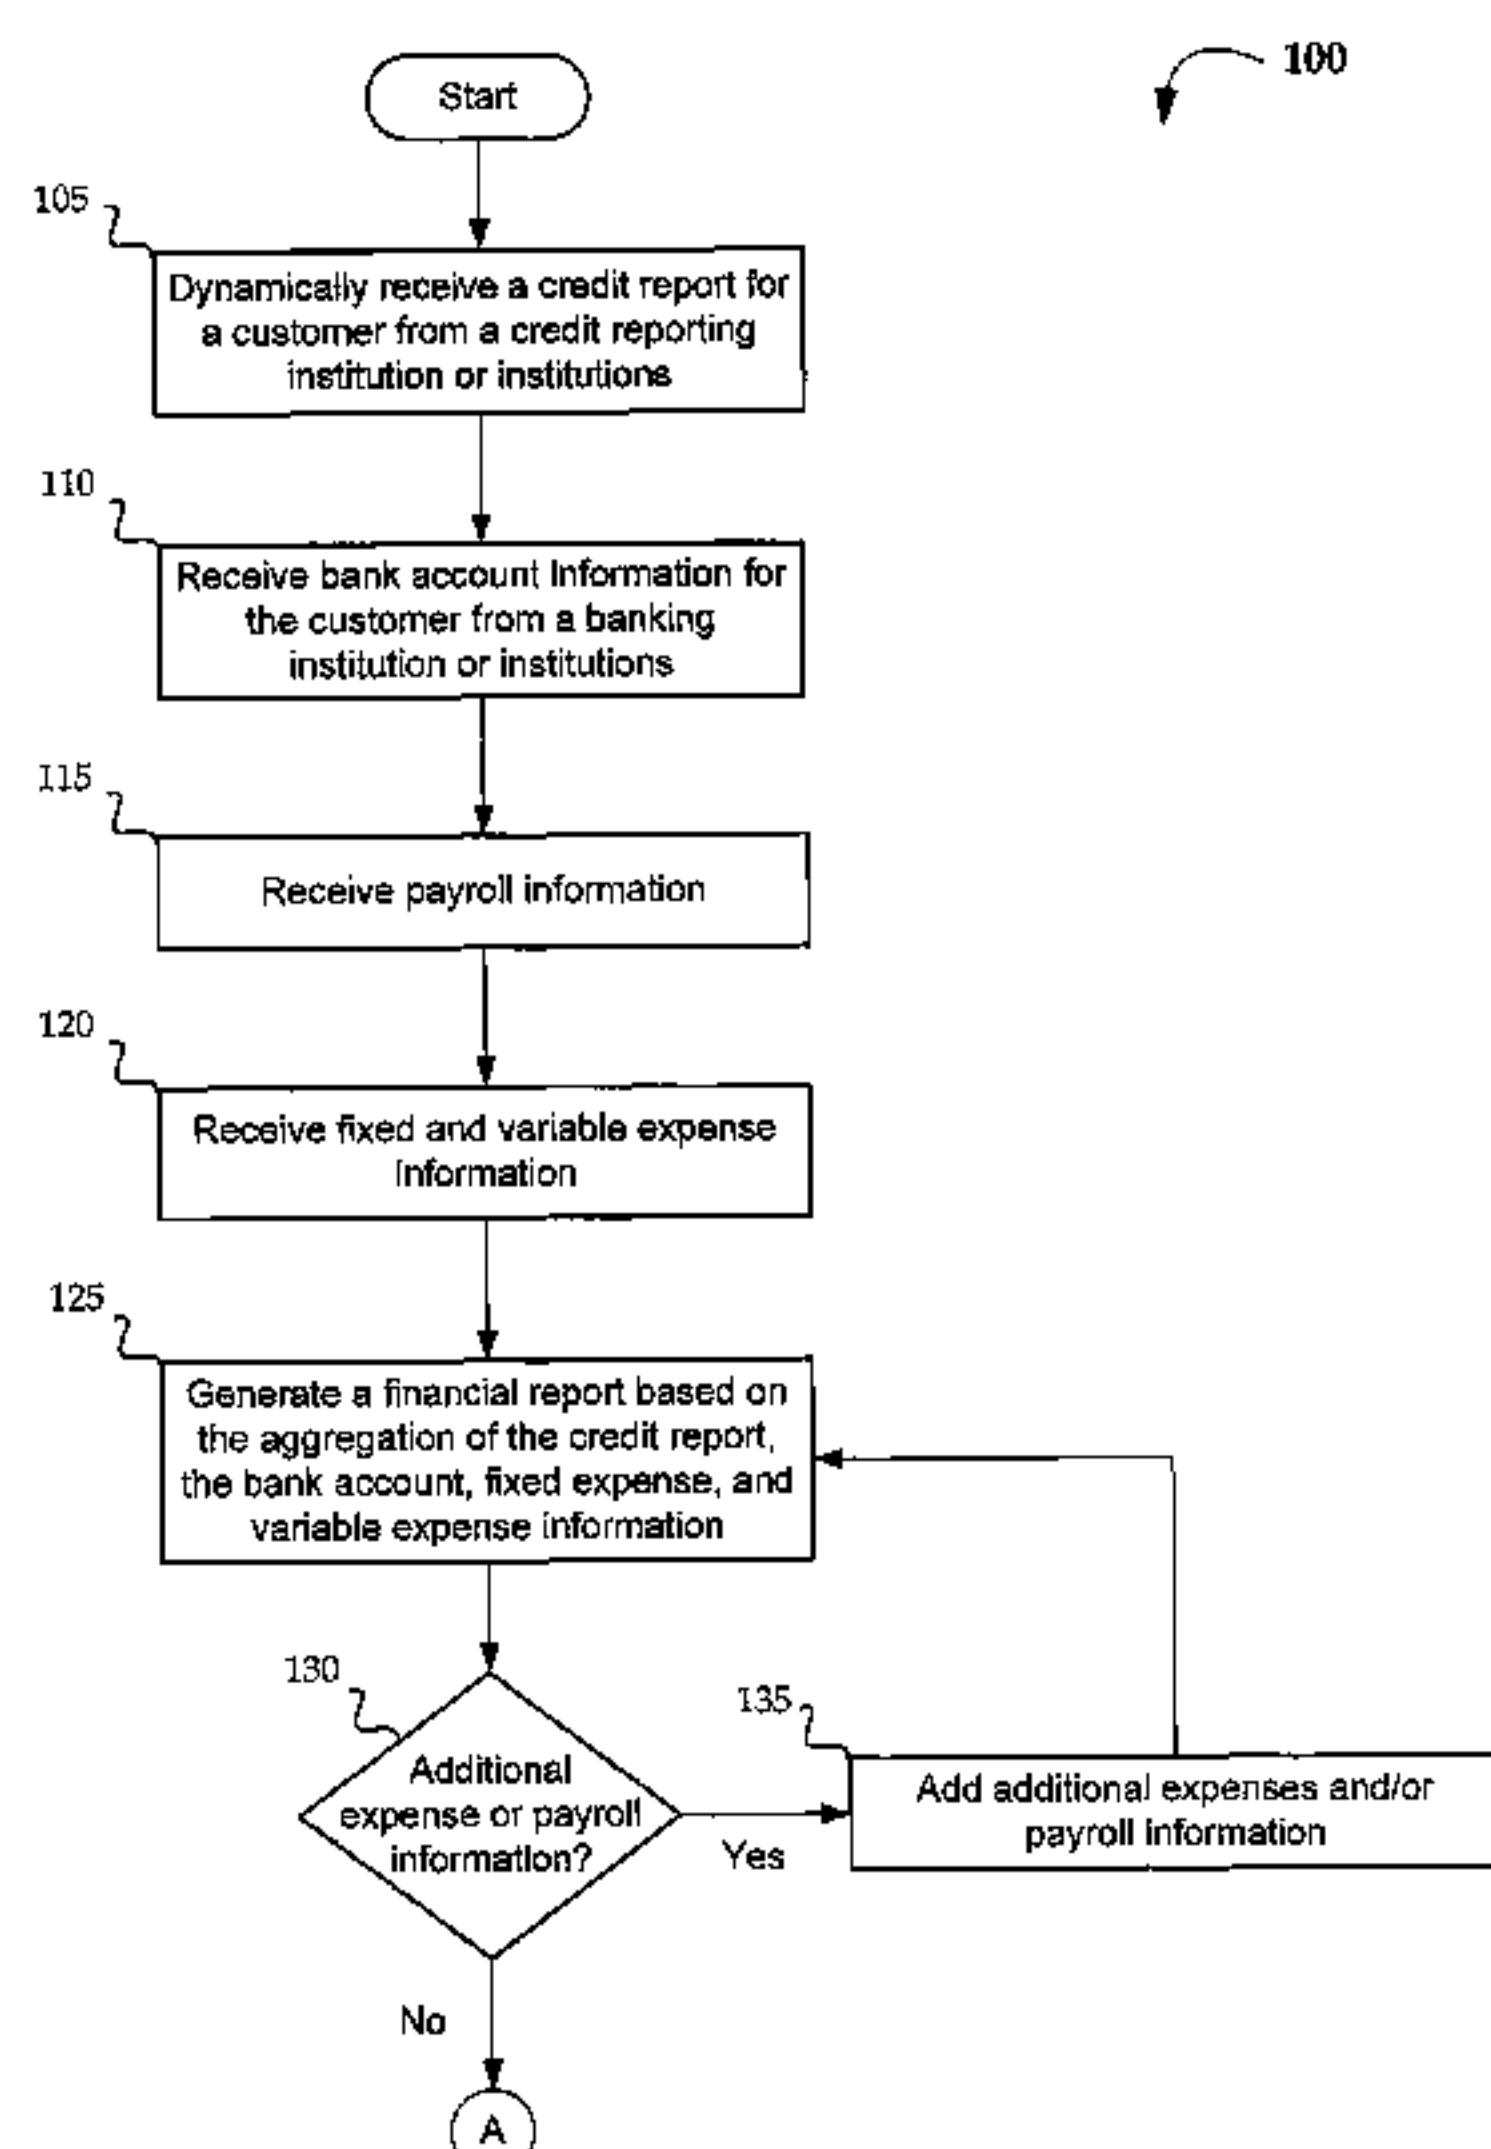 100
Start
105
Dynamically receive a credit report for
a customer from a credit reporting
institution or institutions
110
Receive bank account Information for
the customer from a banking
institution or institutions
115
Receive payroll information
120
Receive fixed and variable expense
Information
125
Generate a financial report based on
the aggregation of the credit report,
the bank account, fixed expense, and
variable expense information
130
Additional
expense or payroll
information?
135
Add additional expenses and/or
payroll information
Yes
No
A